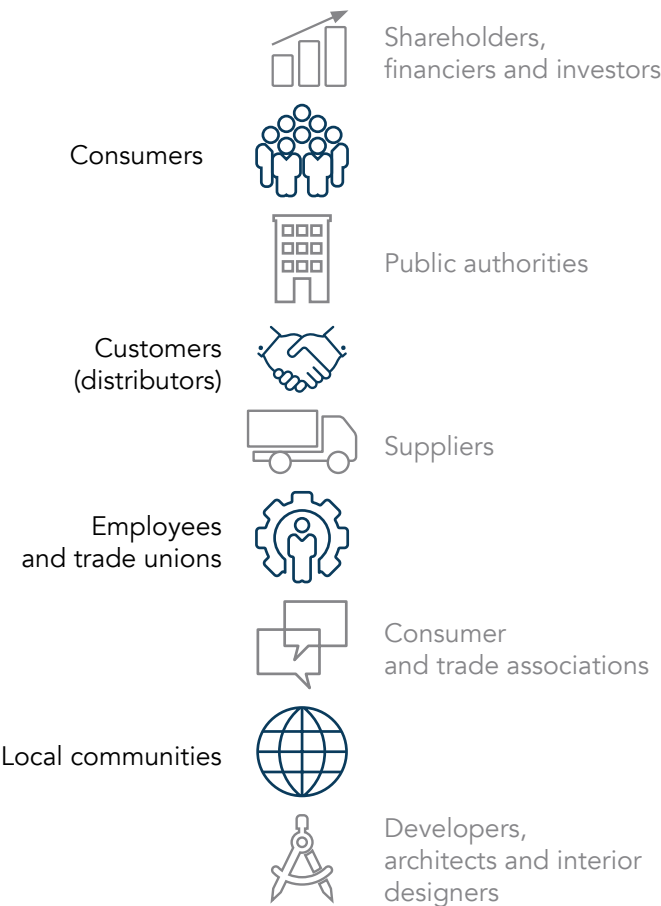 Shareholders,
financiers and investors
Consumers
Public authorities
Customers
(distributors)
Suppliers
Employees
and trade unions
Consumer
and trade associations
Local communities
Developers,
architects and interior
designers